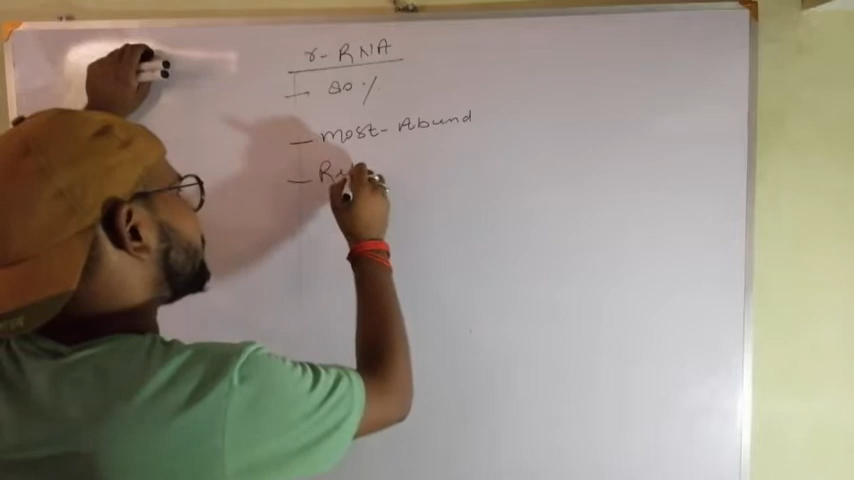 r-RNA
— 80%
— Most-Abund
—